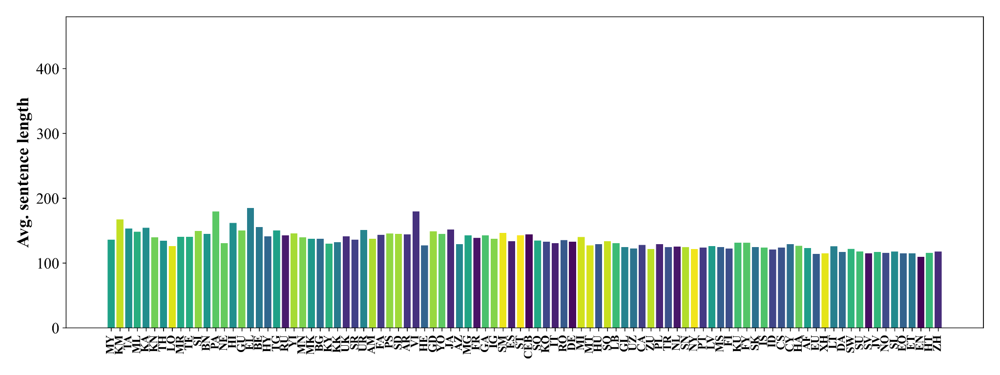 Avg. sentence length
400
300
200
100
0
MY KM TA ML KA KN TH LO MR TE SI BN PA NE HI GU EL BE HY TG RU YI MN MK BG KY KK UK SR UR AM FA PS SD AR VI HE GD YO JA AZ MG FR GA IG SM ES ST CEB SQ KO IT RO DE MI MT HU SO LB GL UZ CA ZU PL TR NL SN NY PT LV MS FI KU FY SK IS ID CS CY HA AF EU XH LT DA SW SU SV JV NO SL EO ET EN HT ZH